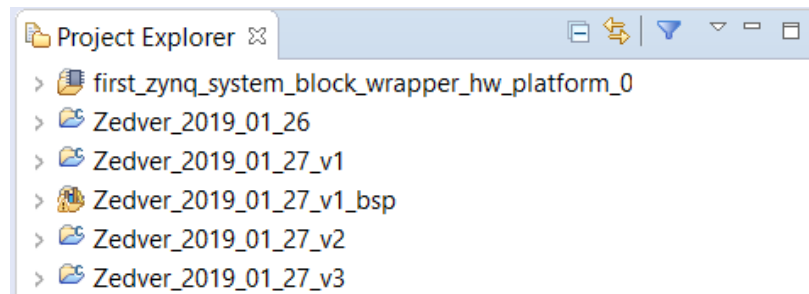 Project Explorer
first_zynq_system_block_wrapper_hw_platform_0
Zedver_2019_01_26
Zedver_2019_01_27_v1
Zedver_2019_01_27_v1_bsp
Zedver_2019_01_27_v2
Zedver_2019_01_27_v3